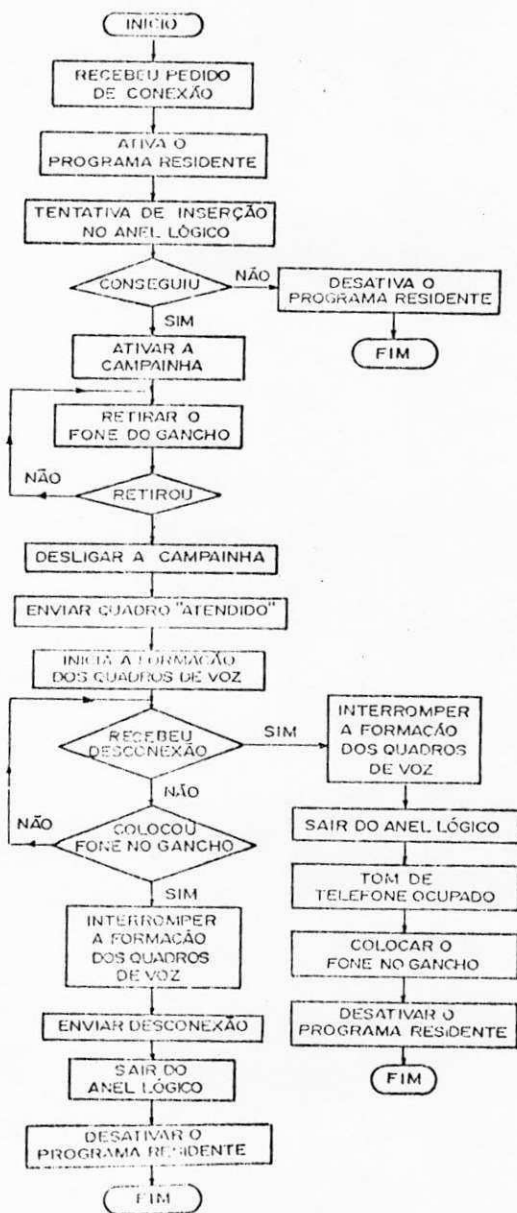 INÍCIO
RECEBEU PEDIDO
DE CONEXÃO
ATIVA O
PROGRAMA RESIDENTE
TENTATIVA DE INSERÇÃO
NO ANEL LÓGICO
CONSEGUIU
NÃO
DESATIVA O
PROGRAMA RESIDENTE
FIM
SIM
ATIVAR A
CAMPAINHA
RETIRAR O
FONE DO GANCHO
NÃO
RETIROU
DESLIGAR A CAMPAINHA
ENVIAR QUADRO "ATENDIDO"
INICIA A FORMAÇÃO
DOS QUADROS DE VOZ
RECEBEU
DESCONEXÃO
SIM
INTERROMPER
A FORMAÇÃO
DOS QUADROS
DE VOZ
SAIR DO ANEL LÓGICO
TOM DE
TELEFONE OCUPADO
COLOCAR O
FONE NO GANCHO
DESATIVAR O
PROGRAMA RESIDENTE
FIM
NÃO
NÃO
COLOCOU
FONE NO GANCHO
SIM
INTERROMPER
A FORMAÇÃO
DOS QUADROS
DE VOZ
ENVIAR DESCONEXÃO
SAIR DO
ANEL LÓGICO
DESATIVAR O
PROGRAMA RESIDENTE
FIM